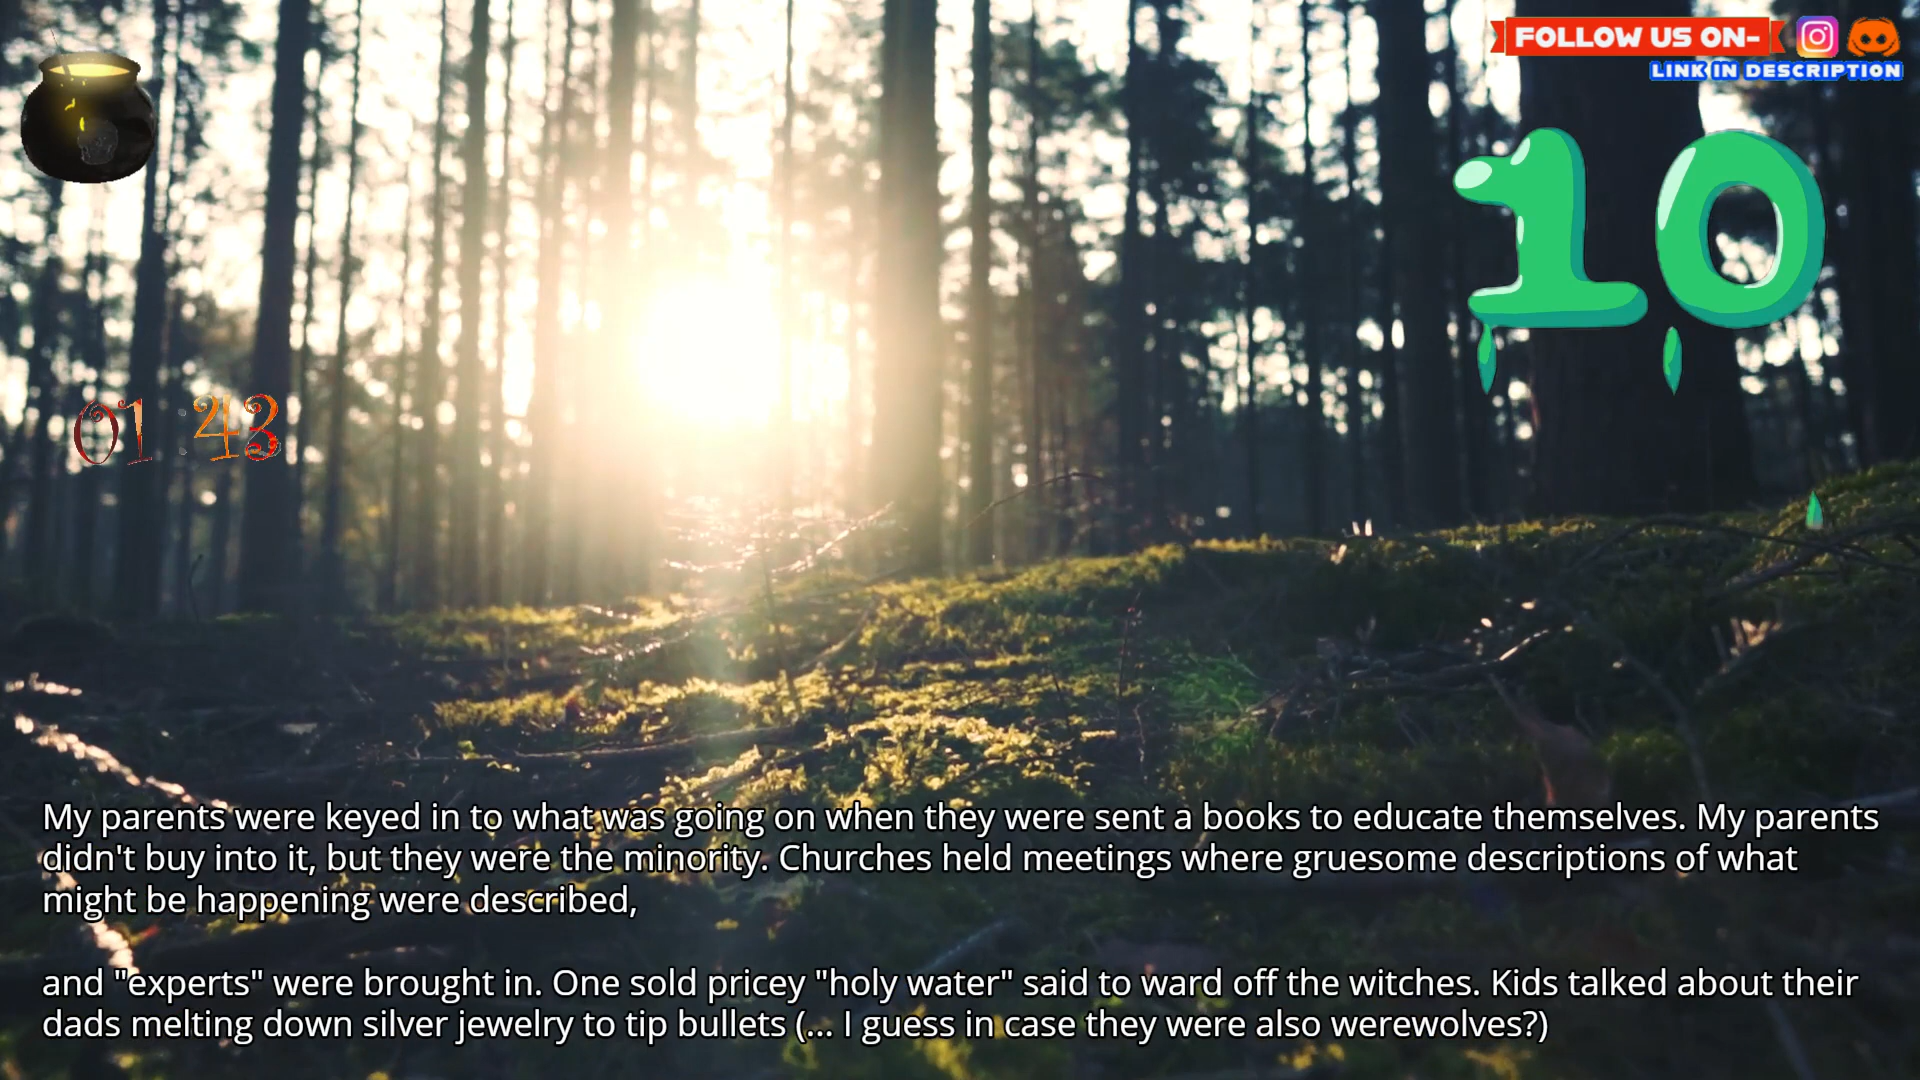 FOLLOW US ON-
LINK IN DESCRIPTION
10
01:43
My parents were keyed in to what was going on when they were sent a books to educate themselves. My parents
didn't buy into it, but they were the minority. Churches held meetings where gruesome descriptions of what
might be happening were described,
and "experts" were brought in. One sold pricey "holy water" said to ward off the witches. Kids talked about their
dads melting down silver jewelry to tip bullets (... I guess in case they were also werewolves?)